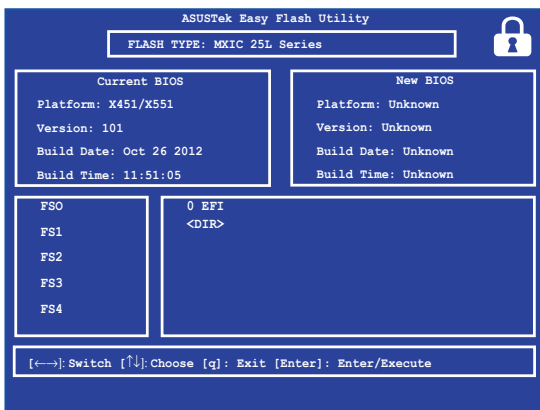 ASUSTek Easy Flash Utility
FLASH TYPE: MXIC 25L Series
Current BIOS
Platform: X451/X551
Version: 101
Build Date: Oct 26 2012
Build Time: 11:51:05
New BIOS
Platform: Unknown
Version: Unknown
Build Date: Unknown
Build Time: Unknown
FSO
FS1
FS2
FS3
FS4
0 EFI
<DIR>
[←→]: Switch [↑↓]: Choose [q]: Exit [Enter]: Enter/Execute